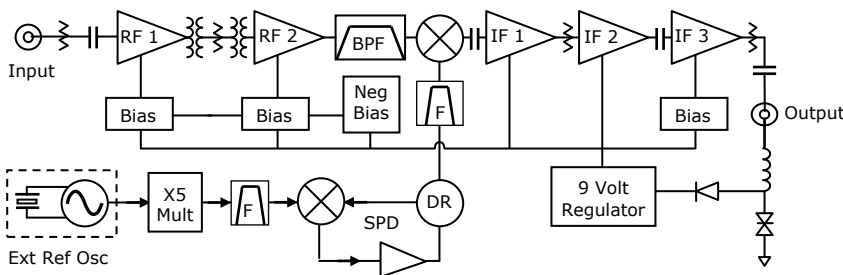 RF 1
RF 2
BPF
IF 1
IF 2
IF 3
Input
Neg
Bias
F
Bias
Bias
Bias
Output
X5
Mult
F
SPD
DR
9 Volt
Regulator
Ext Ref Osc